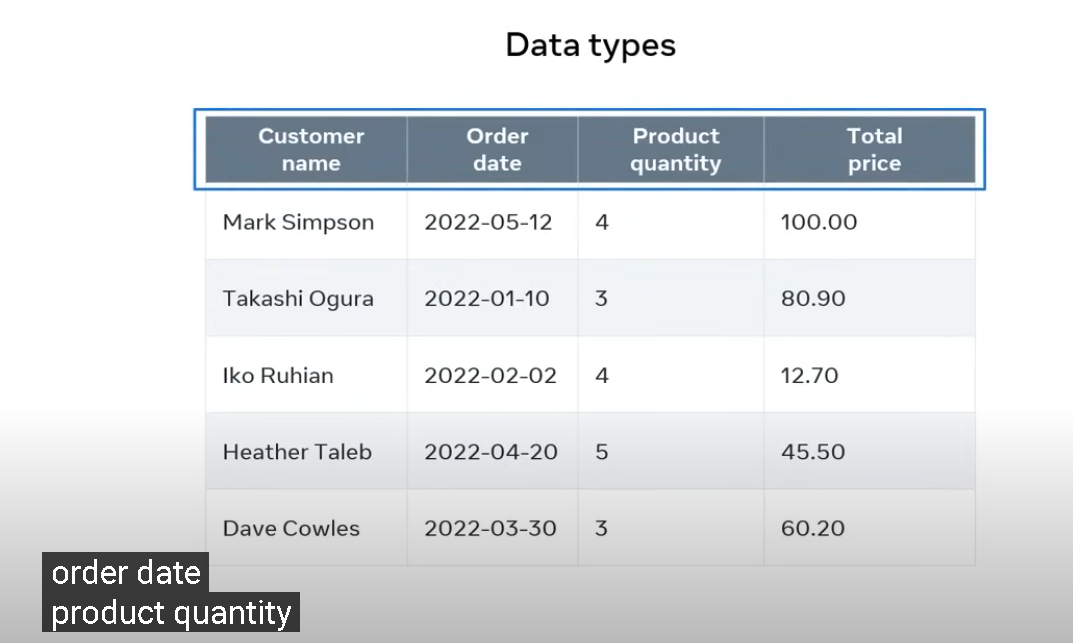 Data types
Customer name Order date Product quantity Total price
Mark Simpson 2022-05-12 4 100.00
Takashi Ogura 2022-01-10 3 80.90
Iko Ruhian 2022-02-02 4 12.70
Heather Taleb 2022-04-20 5 45.50
Dave Cowles 2022-03-30 3 60.20
order date
product quantity